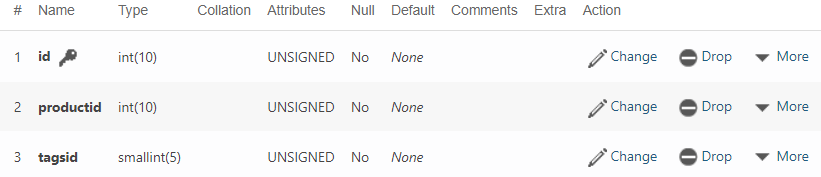 # Name Type Collation Attributes Null Default Comments Extra Action
1 id int(10) UNSIGNED No None Change Drop More
2 productid int(10) UNSIGNED No None Change Drop More
3 tagsid smallint(5) UNSIGNED No None Change Drop More